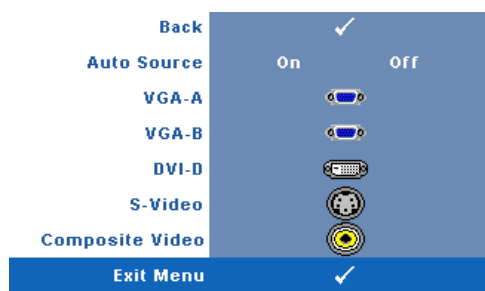 Back
Auto Source On Off
VGA-A
VGA-B
DVI-D
S-Video
Composite Video
Exit Menu